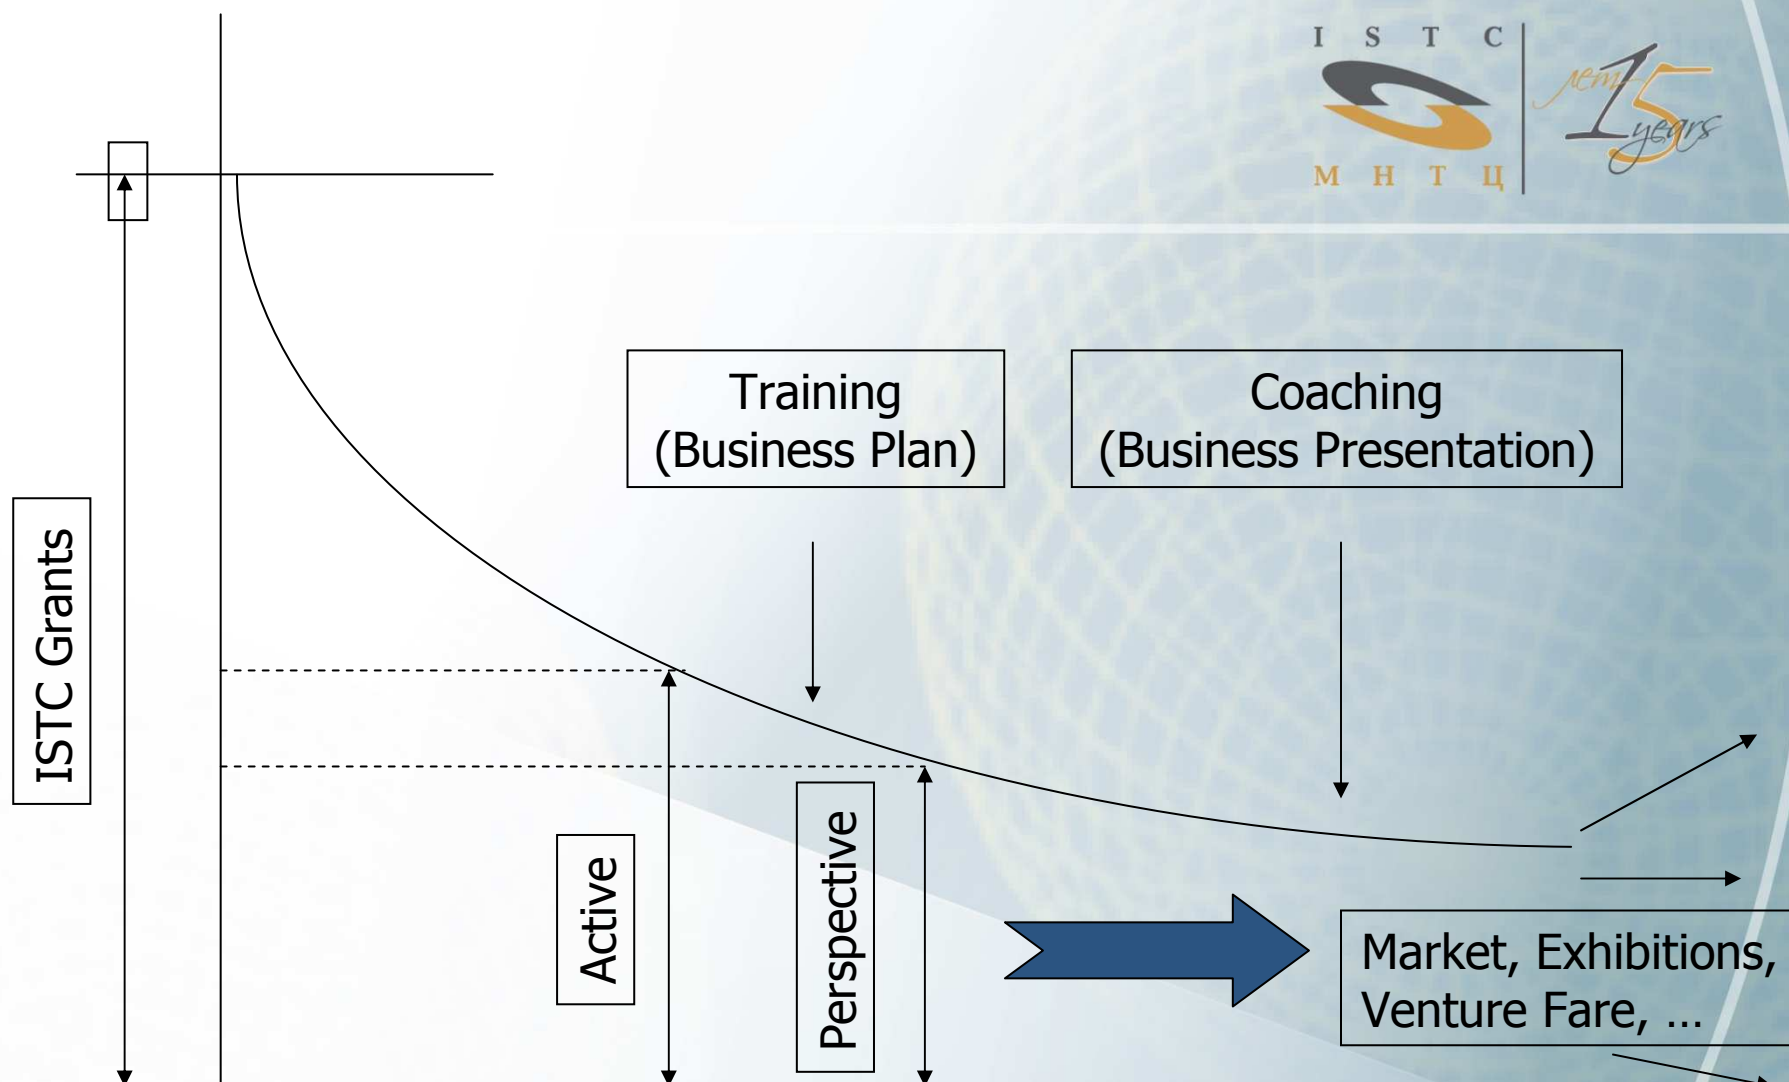 I S T C
М Н Т Ц
лет
15
years
Training
(Business Plan)
Coaching
(Business Presentation)
ISTC Grants
Active
Perspective
Market, Exhibitions,
Venture Fare, ...